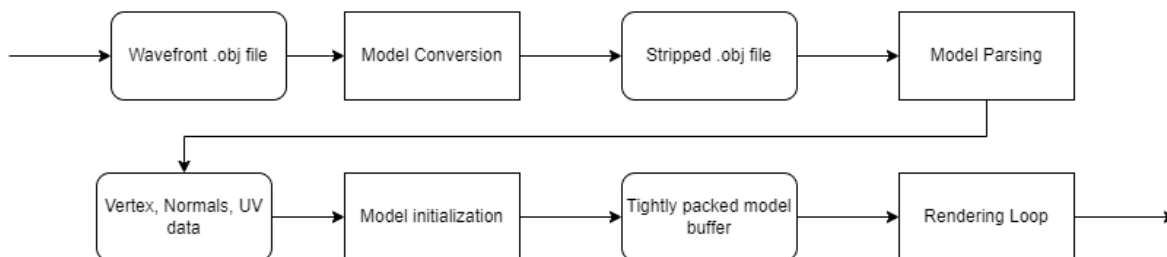 Wavefront .obj file
Model Conversion
Stripped .obj file
Model Parsing
Vertex, Normals, UV
data
Model initialization
Tightly packed model
buffer
Rendering Loop